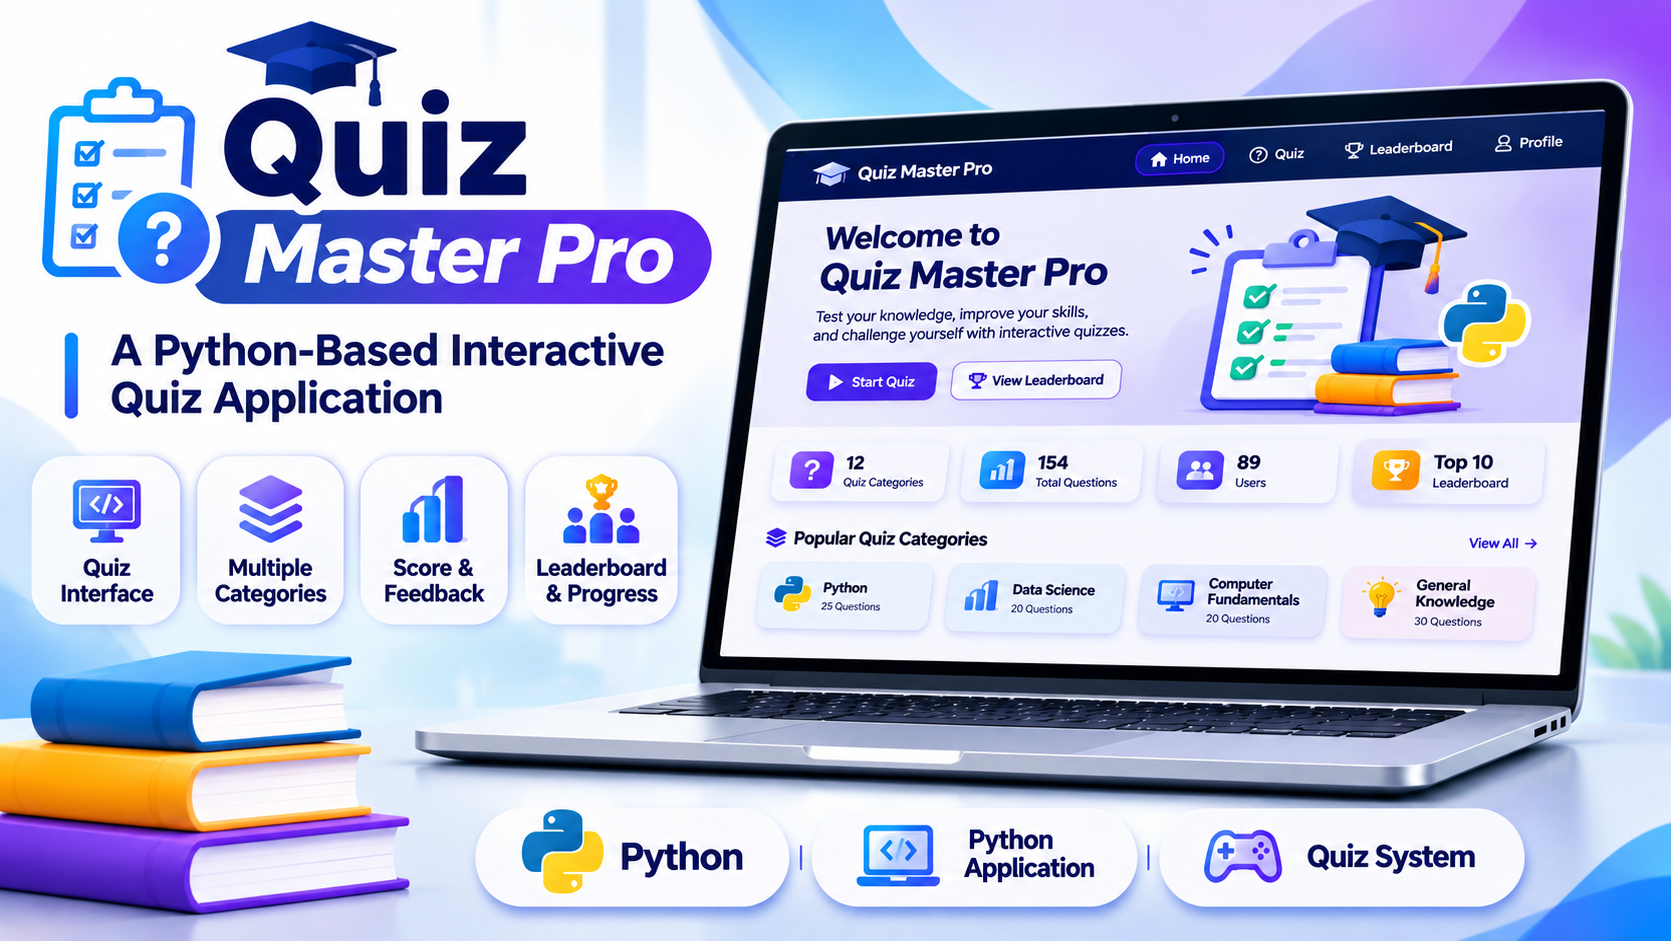 Quiz
Master Pro
?
A Python-Based Interactive
Quiz Application
</>
Quiz
Interface
Multiple
Categories
Score &
Feedback
Leaderboard
& Progress
Quiz Master Pro
Home
? Quiz
Leaderboard
Profile
Welcome to
Quiz Master Pro
Test your knowledge, improve your skills,
and challenge yourself with interactive quizzes.
Start Quiz
View Leaderboard
?
12
Quiz Categories
154
Total Questions
89
Users
Top 10
Leaderboard
Popular Quiz Categories
View All →
Python
25 Questions
Data Science
20 Questions
</>
Computer
Fundamentals
20 Questions
General
Knowledge
30 Questions
Python
</>
Python
Application
Quiz System